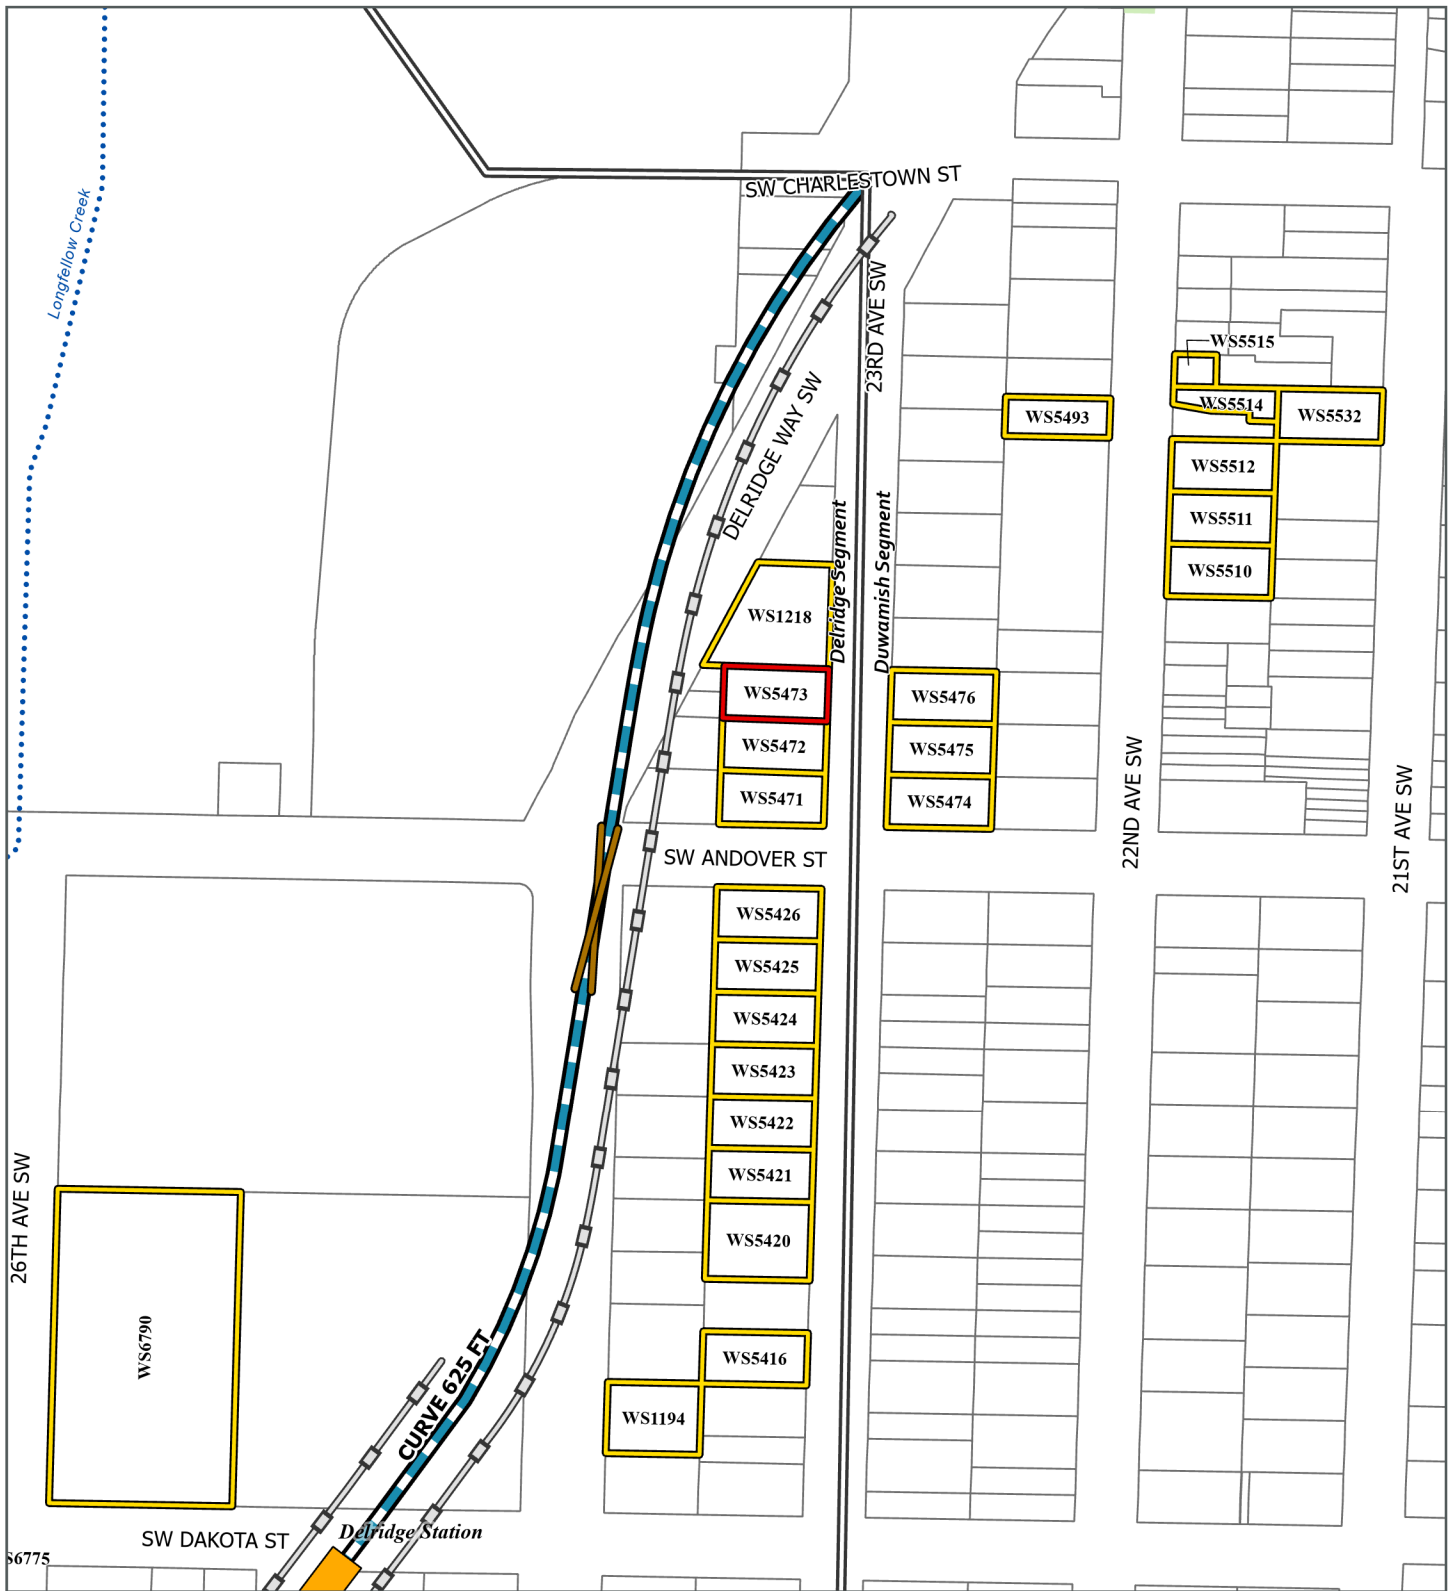 SW CHARLESTOWN ST
Longfellow Creek
23RD AVE SW
WS5515
DELRIDGE WAY SW
WS5493
WS5514
WS5532
WS5512
WS5511
WS5510
Delridge Segment
Duwamish Segment
WS1218
WS5473
WS5476
WS5472
WS5475
WS5471
WS5474
22ND AVE SW
21ST AVE SW
SW ANDOVER ST
WS5426
WS5425
WS5424
WS5423
WS5422
WS5421
WS5420
26TH AVE SW
WS6790
CURVE 625 FT
WS5416
WS1194
Delridge Station
SW DAKOTA ST
S6775